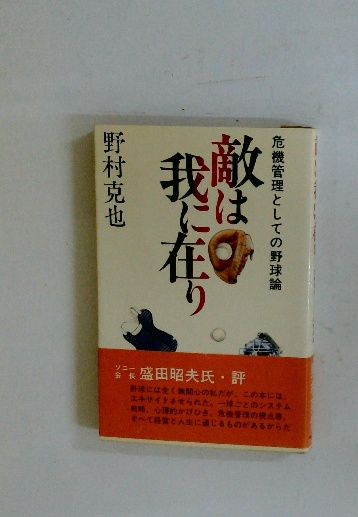 危機管理としての野球論
敵は
我に在り
野村克也
ソニー会長 盛田昭夫氏・評
野球には全く無関心の私だが、この本には、
エキサイトさせられた。一球ごとのシステム
戦略、心理的かけひき、危機管理の視点等、
すべて経営と人生に通じるものがあるからだ